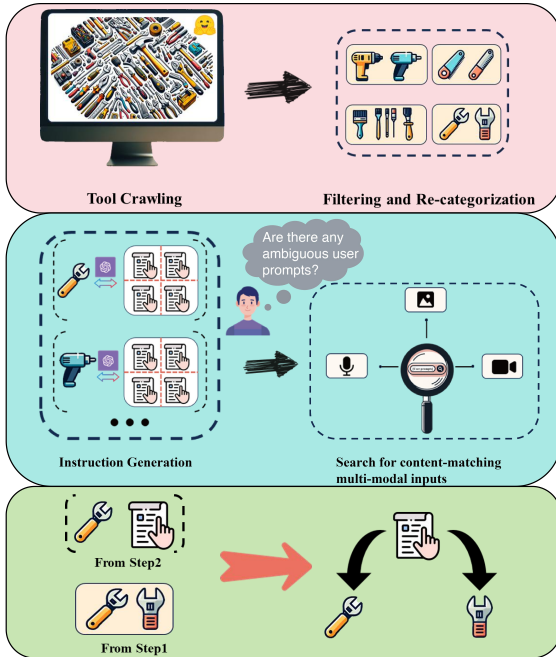 Tool Crawling
Filtering and Re-categorization
Are there any
ambiguous user
prompts?
Instruction Generation
Search for content-matching
multi-modal inputs
From Step2
From Step1